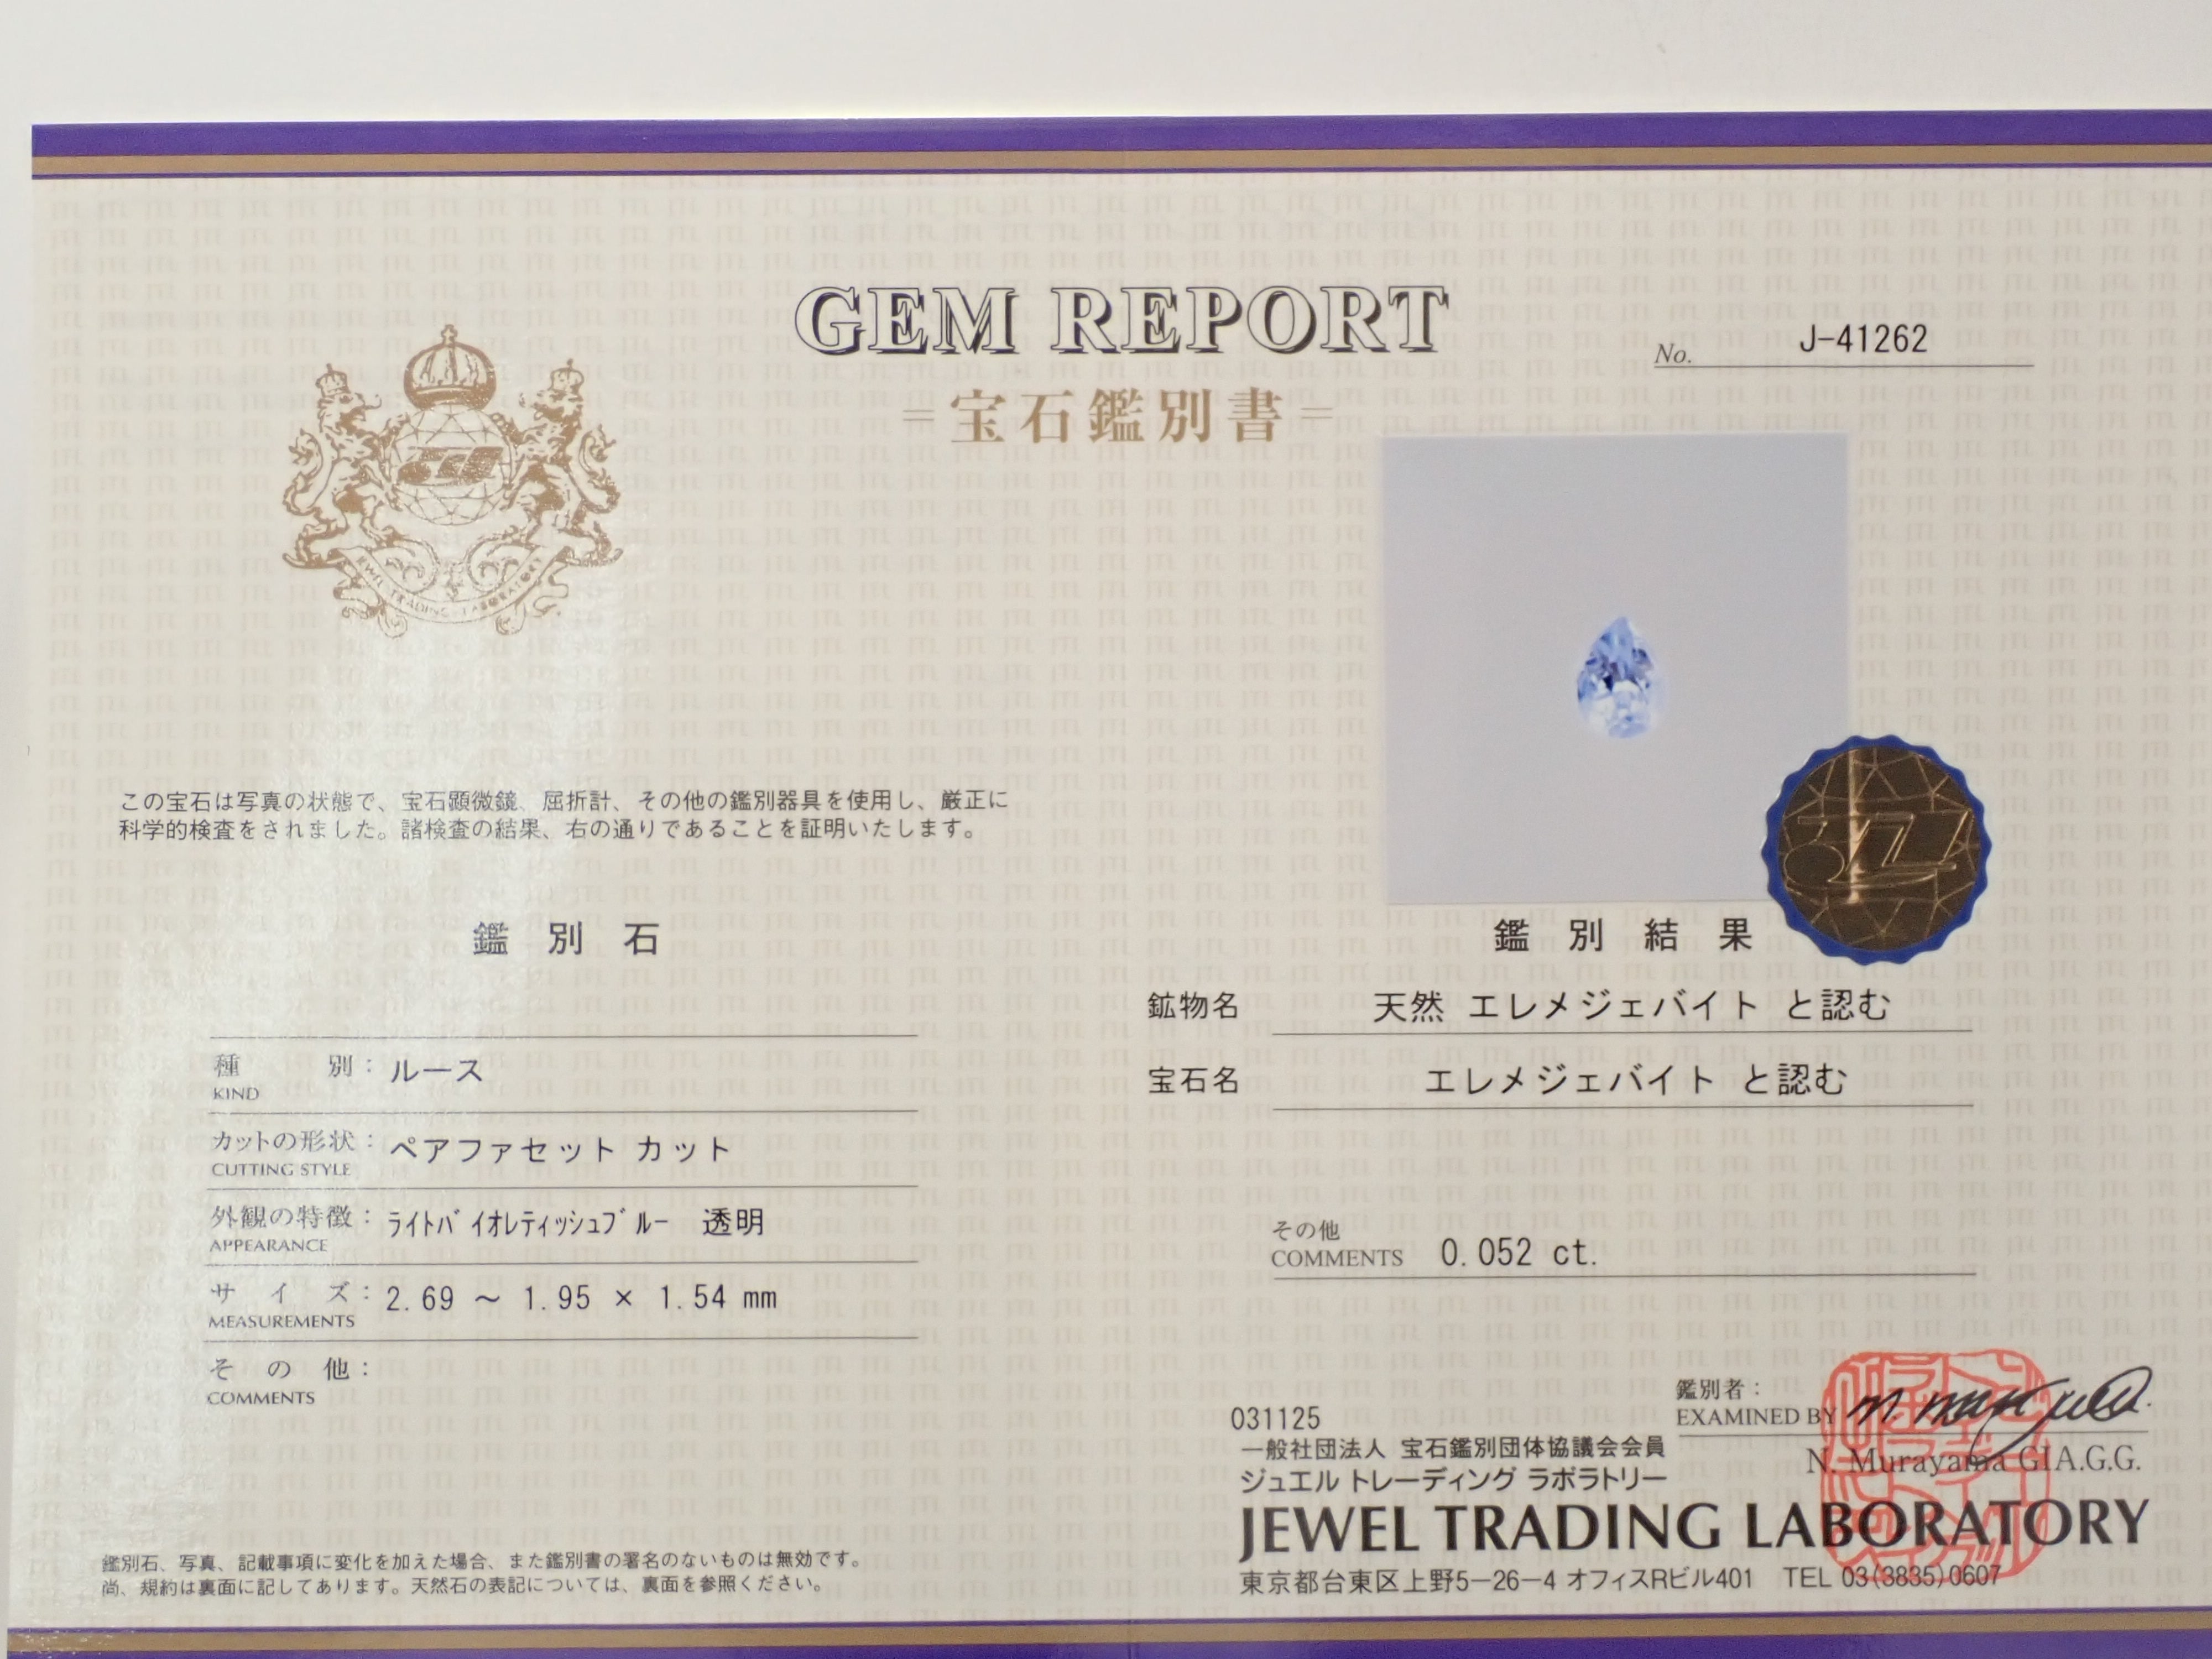 GEM REPORT
No. J-41262
=宝石鑑別書=
JEWEL TRADING LABORATORY
この宝石は写真の状態で、宝石顕微鏡、屈折計、その他の鑑別器具を使用し、厳正に
科学的検査をされました。諸検査の結果、右の通りであることを証明いたします。
鑑別石
種別: ルース
KIND
カットの形状: ペアファセット カット
CUTTING STYLE
外観の特徴: ﾗｲﾄﾊﾞｲｵﾚﾃｨｯｼｭﾌﾞﾙｰ 透明
APPEARANCE
サイズ: 2.69 ～ 1.95 × 1.54 mm
MEASUREMENTS
その他:
COMMENTS
鑑別石、写真、記載事項に変化を加えた場合、また鑑別書の署名のないものは無効です。
尚、規約は裏面に記してあります。天然石の表記については、裏面を参照ください。
鑑別結果
鉱物名 天然 エレメジェバイト と認む
宝石名 エレメジェバイト と認む
その他
COMMENTS 0.052 ct.
鑑別者:
EXAMINED BY
N. Murayama GIA.G.G.
031125
一般社団法人 宝石鑑別団体協議会会員
ジュエル トレーディング ラボラトリー
JEWEL TRADING LABORATORY
東京都台東区上野5-26-4 オフィスRビル401 TEL 03(3835)0607